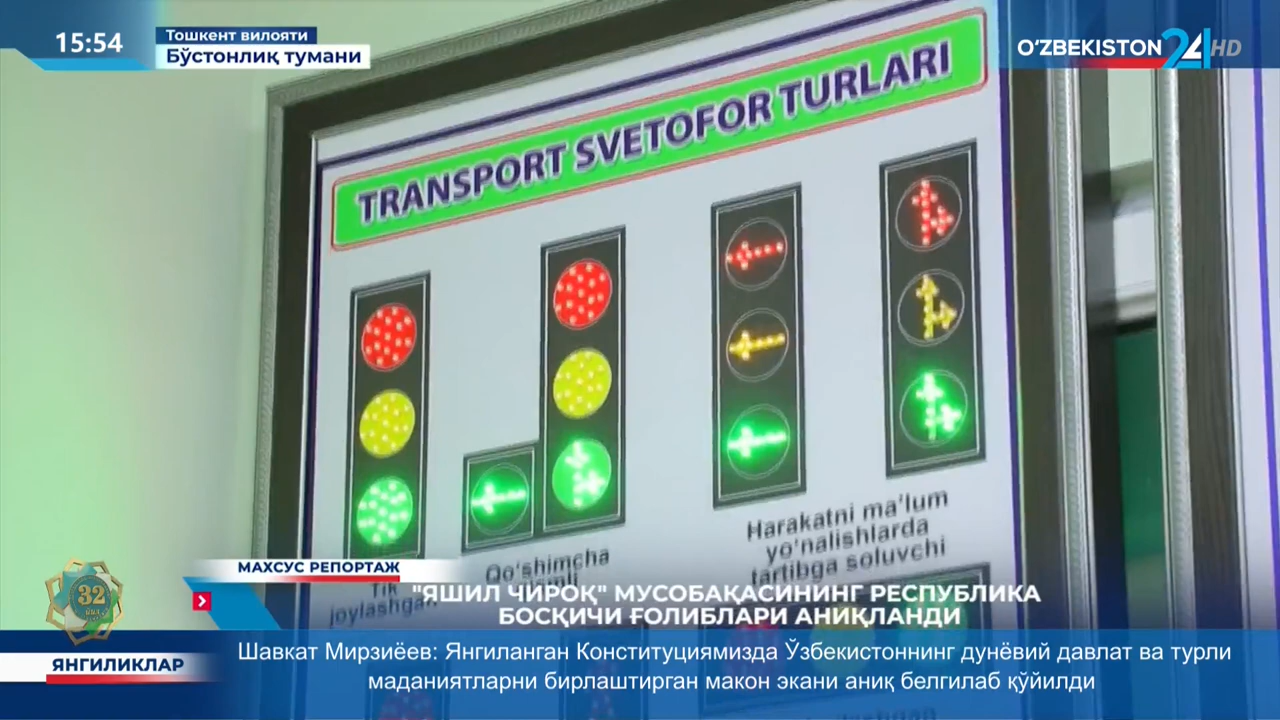 15:54
Тошкент вилояти
Бўстонлиқ тумани
O‘ZBEKISTON 24 HD
TRANSPORT SVETOFOR TURLARI
Harakatni ma'lum
yo'nalishlarda
tartibga soluvchi
Qo'shimcha
Tik
joylashgan
МАХСУС РЕПОРТАЖ
"ЯШИЛ ЧИРОҚ" МУСОБАҚАСИНИНГ РЕСПУБЛИКА
БОСҚИЧИ ҒОЛИБЛАРИ АНИҚЛАНДИ
32
йил
ЯНГИЛИКЛАР
Шавкат Мирзиёев: Янгиланган Конституциямизда Ўзбекистоннинг дунёвий давлат ва турли
маданиятларни бирлаштирган макон экани аниқ белгилаб қўйилди